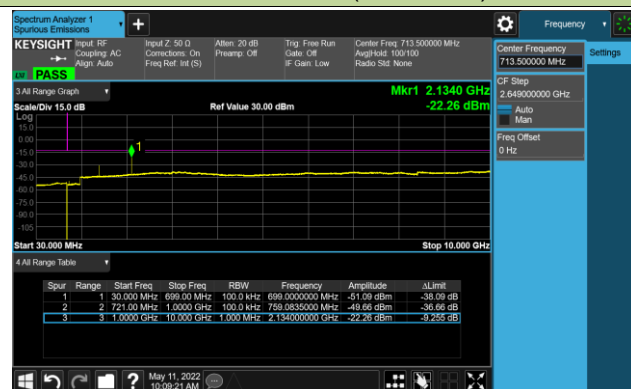 Spectrum Analyzer 1
Spurious Emissions
Frequency
KEYSIGHT
Input: RF
Coupling: AC
Align: Auto
Input Z: 50 Ω
Corrections: On
Freq Ref: Int (S)
Atten: 20 dB
Preamp: Off
Trig: Free Run
Gate: Off
IF Gain: Low
Center Freq: 713.500000 MHz
Avg|Hold: 100/100
Radio Std: None
PASS
Center Frequency
713.500000 MHz
Settings
CF Step
2.649000000 GHz
Auto
Man
Freq Offset
0 Hz
3 All Range Graph
Mkr1 2.1340 GHz
Scale/Div 15.0 dB
Ref Value 30.00 dBm
-22.26 dBm
Log
15.0
0.00
-15.0
-30.0
-45.0
-60.0
-75.0
-90.0
-105
1
Start 30.000 MHz
Stop 10.000 GHz
4 All Range Table
Spur Range Start Freq Stop Freq RBW Frequency Amplitude ΔLimit
1 1 30.000 MHz 699.00 MHz 100.0 kHz 699.0000000 MHz -51.09 dBm -38.09 dB
2 2 721.00 MHz 1.0000 GHz 100.0 kHz 759.0835000 MHz -49.66 dBm -36.66 dB
3 3 1.0000 GHz 10.000 GHz 1.000 MHz 2.134000000 GHz -22.26 dBm -9.255 dB
May 11, 2022
10:09:21 AM